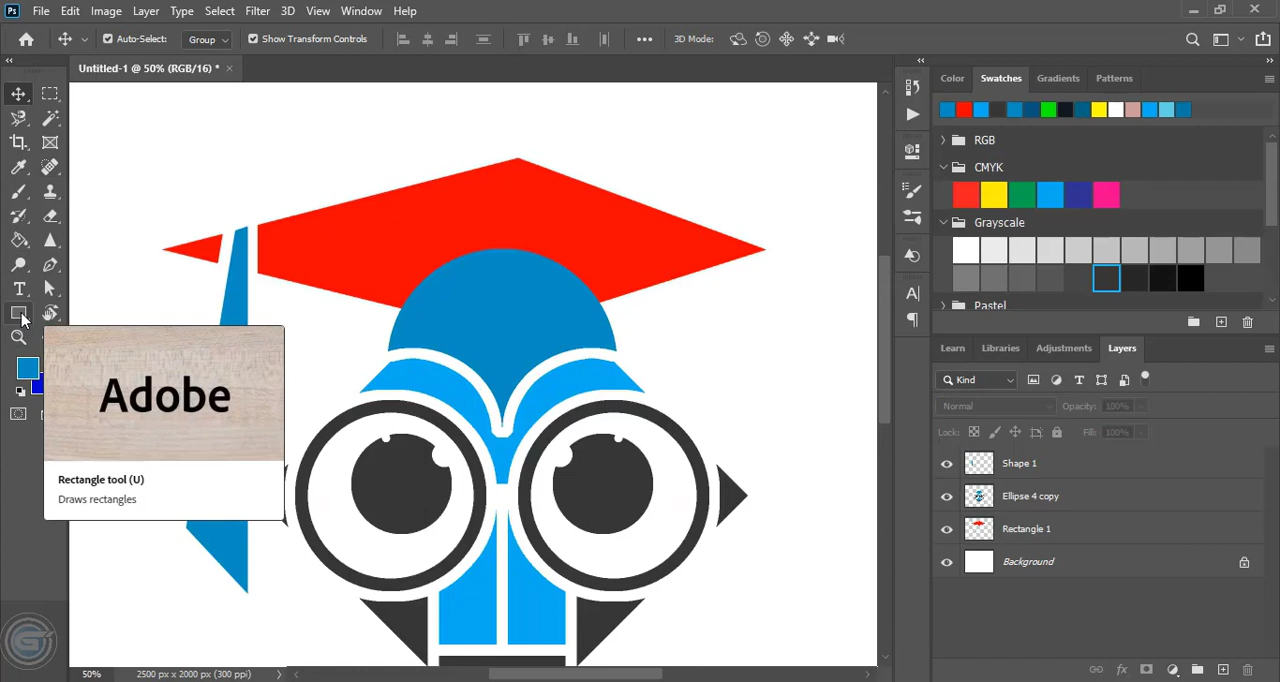 Ps File Edit Image Layer Type Select Filter 3D View Window Help
Auto-Select: Group Show Transform Controls ••• 3D Mode:
Untitled-1 @ 50% (RGB/16) * ×
Color Swatches Gradients Patterns
RGB
CMYK
Grayscale
Pastel
Learn Libraries Adjustments Layers
Kind
Normal Opacity: 100%
Lock: Fill: 100%
Shape 1
Ellipse 4 copy
Rectangle 1
Background
Adobe
Rectangle tool (U)
Draws rectangles
50% 2500 px x 2000 px (300 ppi)